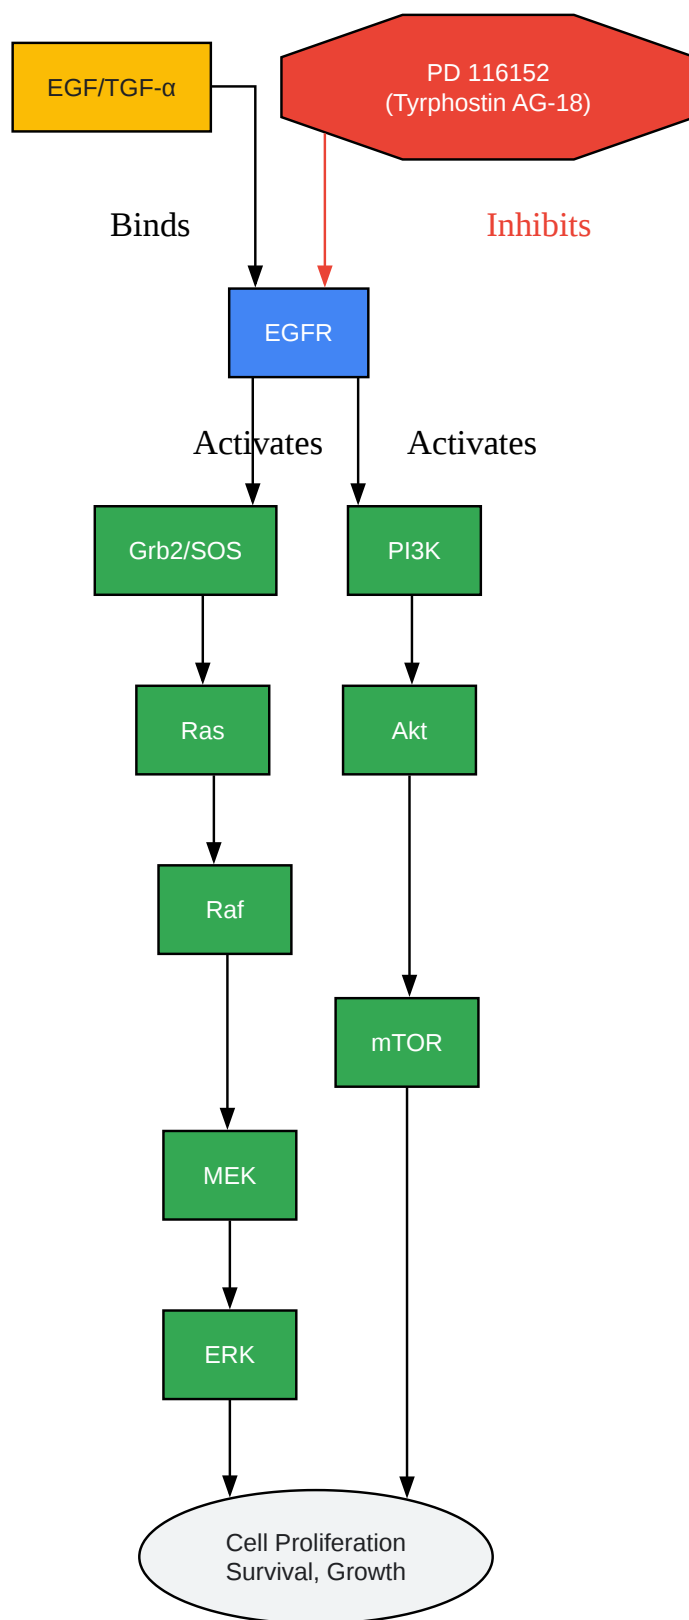 EGF/TGF-α
PD 116152
(Tyrphostin AG-18)
Binds
Inhibits
EGFR
Activates
Activates
Grb2/SOS
PI3K
Ras
Akt
Raf
mTOR
MEK
ERK
Cell Proliferation
Survival, Growth